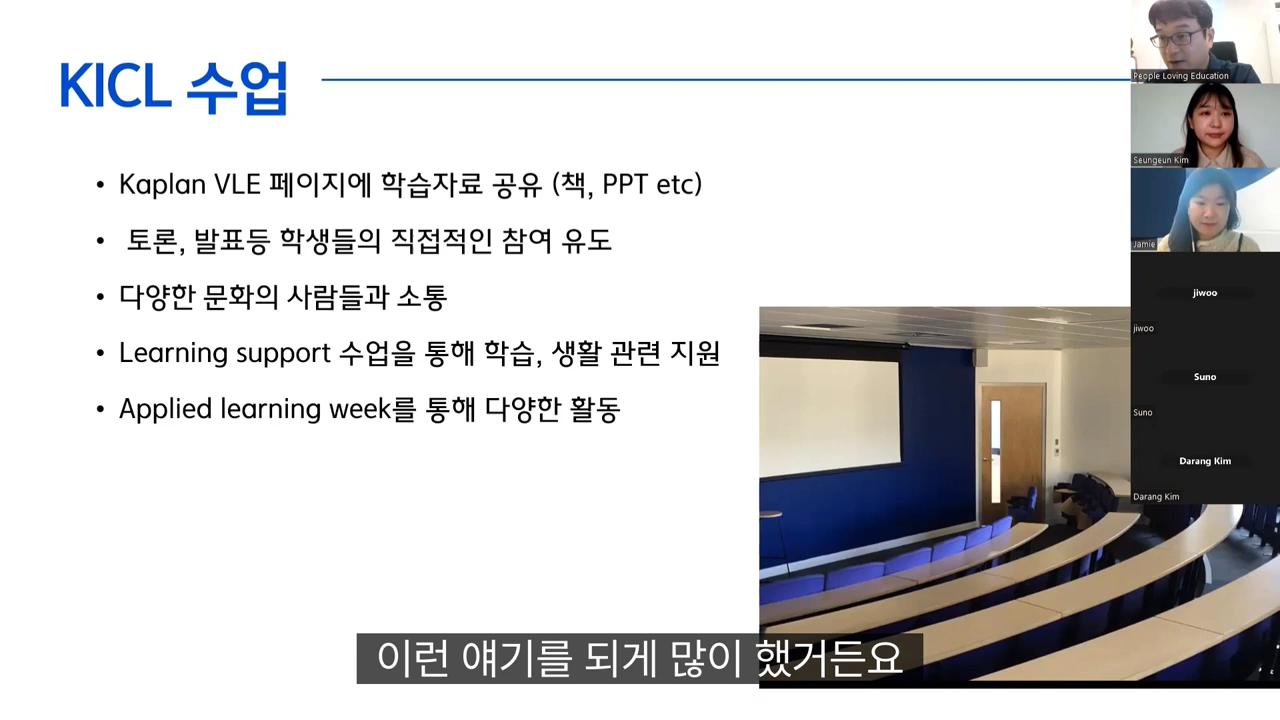 KICL 수업
• Kaplan VLE 페이지에 학습자료 공유 (책, PPT etc)
• 토론, 발표등 학생들의 직접적인 참여 유도
• 다양한 문화의 사람들과 소통
• Learning support 수업을 통해 학습, 생활 관련 지원
• Applied learning week를 통해 다양한 활동
People Loving Education
Seungeun Kim
Jamie
jiwoo
jiwoo
Suno
Suno
Darang Kim
Darang Kim
이런 얘기를 되게 많이 했거든요